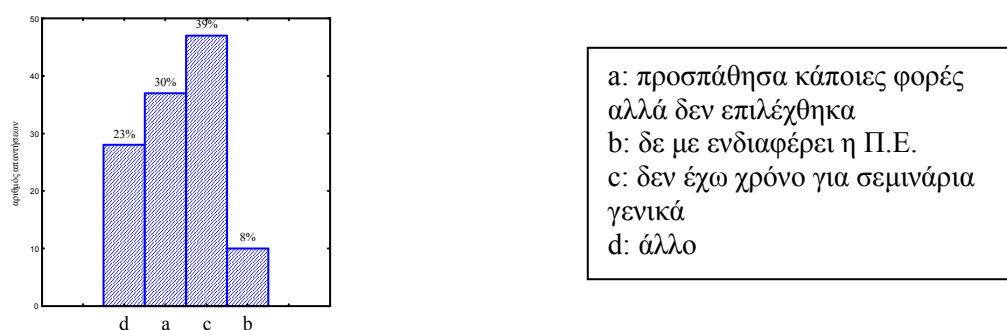 50
40
30
20
10
0
αριθμός απαντήσεων
23%
30%
39%
8%
d a c b
a: προσπάθησα κάποιες φορές
αλλά δεν επιλέχθηκα
b: δε με ενδιαφέρει η Π.Ε.
c: δεν έχω χρόνο για σεμινάρια
γενικά
d: άλλο